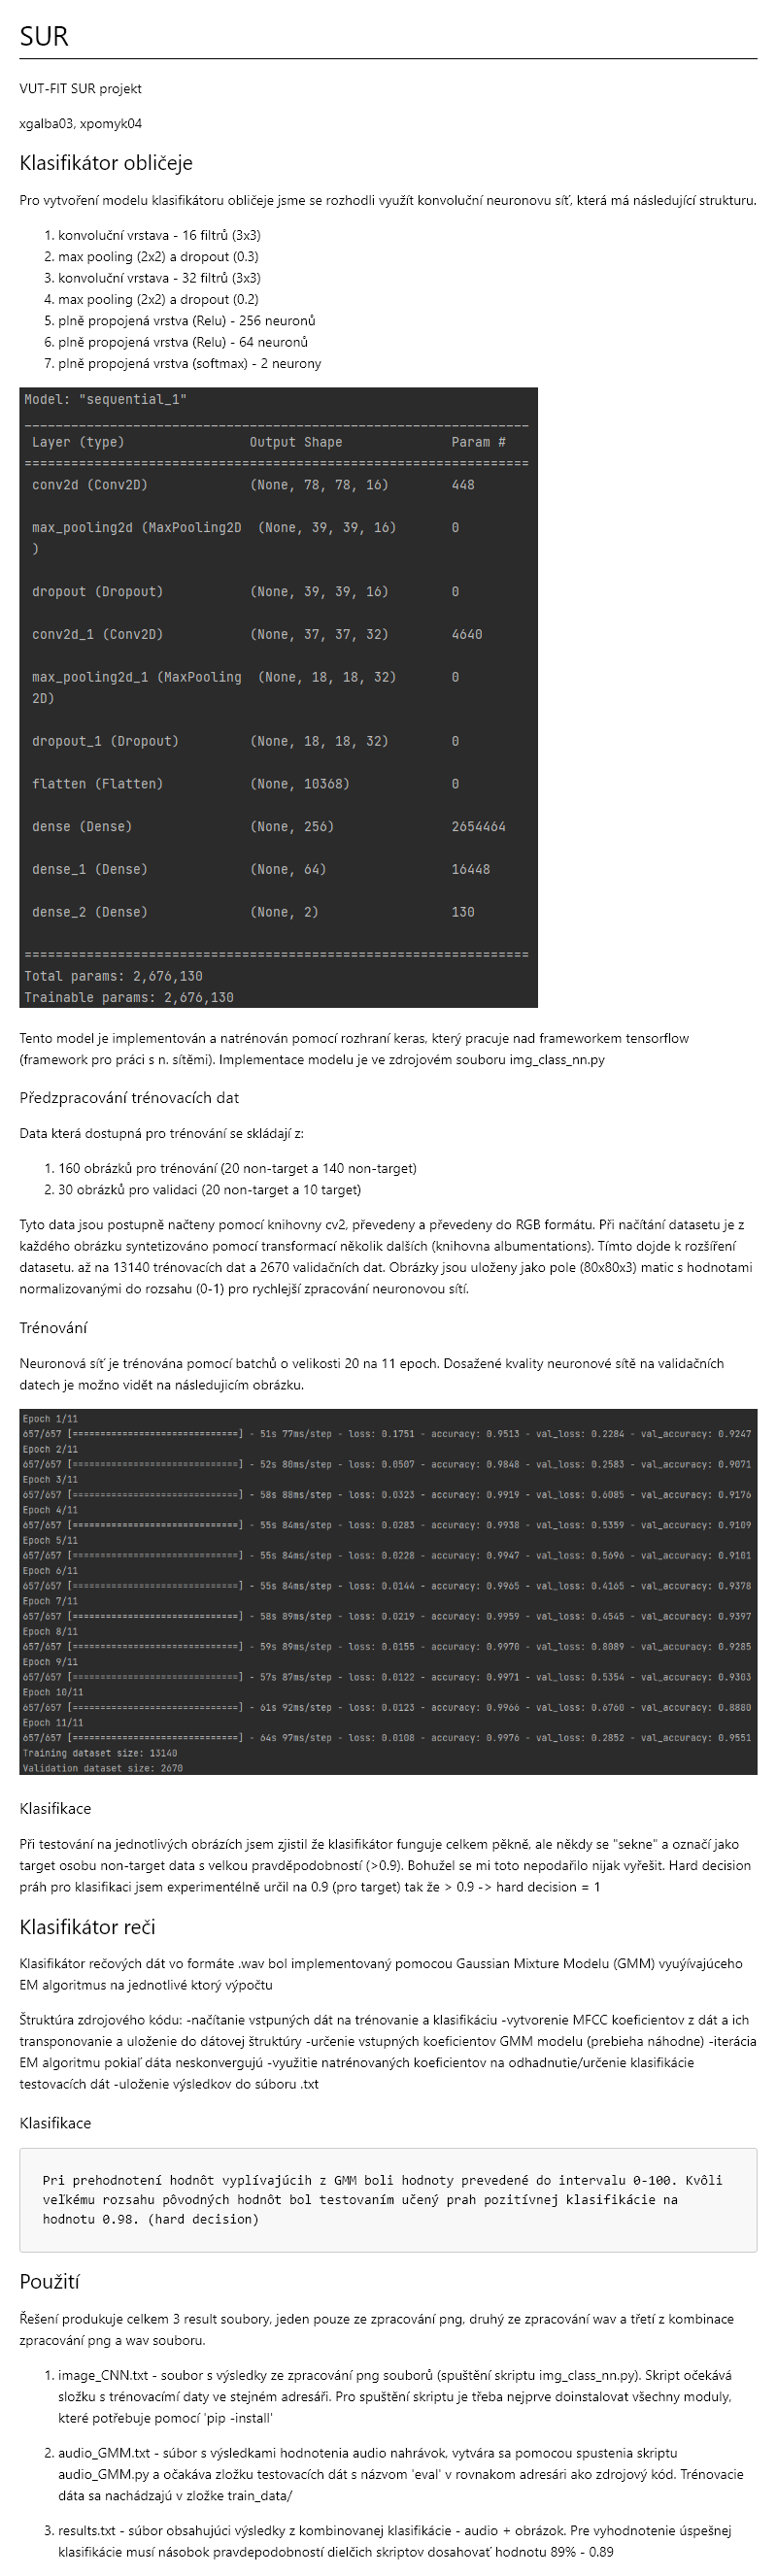 SUR
VUT-FIT SUR projekt
xgalba03, xpomyk04
Klasifikátor obličeje
Pro vytvoření modelu klasifikátoru obličeje jsme se rozhodli využít konvoluční neuronovu síť, která má následující strukturu.
1. konvoluční vrstava - 16 filtrů (3x3)
2. max pooling (2x2) a dropout (0.3)
3. konvoluční vrstava - 32 filtrů (3x3)
4. max pooling (2x2) a dropout (0.2)
5. plně propojená vrstva (Relu) - 256 neuronů
6. plně propojená vrstva (Relu) - 64 neuronů
7. plně propojená vrstva (softmax) - 2 neurony
Model: "sequential_1"
_________________________________________________________________
Layer (type) Output Shape Param #
=================================================================
conv2d (Conv2D) (None, 78, 78, 16) 448
max_pooling2d (MaxPooling2D (None, 39, 39, 16) 0
)
dropout (Dropout) (None, 39, 39, 16) 0
conv2d_1 (Conv2D) (None, 37, 37, 32) 4640
max_pooling2d_1 (MaxPooling (None, 18, 18, 32) 0
2D)
dropout_1 (Dropout) (None, 18, 18, 32) 0
flatten (Flatten) (None, 10368) 0
dense (Dense) (None, 256) 2654464
dense_1 (Dense) (None, 64) 16448
dense_2 (Dense) (None, 2) 130
=================================================================
Total params: 2,676,130
Trainable params: 2,676,130
Tento model je implementován a natrénován pomocí rozhraní keras, který pracuje nad frameworkem tensorflow
(framework pro práci s n. sítěmi). Implementace modelu je ve zdrojovém souboru img_class_nn.py
Předzpracování trénovacích dat
Data která dostupná pro trénování se skládají z:
1. 160 obrázků pro trénování (20 non-target a 140 non-target)
2. 30 obrázků pro validaci (20 non-target a 10 target)
Tyto data jsou postupně načteny pomocí knihovny cv2, převedeny a převedeny do RGB formátu. Při načítání datasetu je z
každého obrázku syntetizováno pomocí transformací několik dalších (knihovna albumentations). Tímto dojde k rozšíření
datasetu. až na 13140 trénovacích dat a 2670 validačních dat. Obrázky jsou uloženy jako pole (80x80x3) matic s hodnotami
normalizovanými do rozsahu (0-1) pro rychlejší zpracování neuronovou sítí.
Trénování
Neuronová síť je trénována pomocí batchů o velikosti 20 na 11 epoch. Dosažené kvality neuronové sítě na validačních
datech je možno vidět na následujicím obrázku.
Epoch 1/11
657/657 [==============================] - 51s 77ms/step - loss: 0.1751 - accuracy: 0.9513 - val_loss: 0.2284 - val_accuracy: 0.9247
Epoch 2/11
657/657 [==============================] - 52s 80ms/step - loss: 0.0507 - accuracy: 0.9848 - val_loss: 0.2583 - val_accuracy: 0.9071
Epoch 3/11
657/657 [==============================] - 58s 88ms/step - loss: 0.0323 - accuracy: 0.9919 - val_loss: 0.6085 - val_accuracy: 0.9176
Epoch 4/11
657/657 [==============================] - 55s 84ms/step - loss: 0.0283 - accuracy: 0.9938 - val_loss: 0.5359 - val_accuracy: 0.9109
Epoch 5/11
657/657 [==============================] - 55s 84ms/step - loss: 0.0228 - accuracy: 0.9947 - val_loss: 0.5696 - val_accuracy: 0.9101
Epoch 6/11
657/657 [==============================] - 55s 84ms/step - loss: 0.0144 - accuracy: 0.9965 - val_loss: 0.4165 - val_accuracy: 0.9378
Epoch 7/11
657/657 [==============================] - 58s 89ms/step - loss: 0.0219 - accuracy: 0.9959 - val_loss: 0.4545 - val_accuracy: 0.9397
Epoch 8/11
657/657 [==============================] - 59s 89ms/step - loss: 0.0155 - accuracy: 0.9970 - val_loss: 0.8089 - val_accuracy: 0.9285
Epoch 9/11
657/657 [==============================] - 57s 87ms/step - loss: 0.0122 - accuracy: 0.9971 - val_loss: 0.5354 - val_accuracy: 0.9303
Epoch 10/11
657/657 [==============================] - 61s 92ms/step - loss: 0.0123 - accuracy: 0.9966 - val_loss: 0.6760 - val_accuracy: 0.8880
Epoch 11/11
657/657 [==============================] - 64s 97ms/step - loss: 0.0108 - accuracy: 0.9976 - val_loss: 0.2852 - val_accuracy: 0.9551
Training dataset size: 13140
Validation dataset size: 2670
Klasifikace
Při testování na jednotlivých obrázích jsem zjistil že klasifikátor funguje celkem pěkně, ale někdy se "sekne" a označí jako
target osobu non-target data s velkou pravděpodobností (>0.9). Bohužel se mi toto nepodařilo nijak vyřešit. Hard decision
práh pro klasifikaci jsem experimentélně určil na 0.9 (pro target) tak že > 0.9 -> hard decision = 1
Klasifikátor reči
Klasifikátor rečových dát vo formáte .wav bol implementovaný pomocou Gaussian Mixture Modelu (GMM) vyuýívajúceho
EM algoritmus na jednotlivé ktorý výpočtu
Štruktúra zdrojového kódu: -načítanie vstpuných dát na trénovanie a klasifikáciu -vytvorenie MFCC koeficientov z dát a ich
transponovanie a uloženie do dátovej štruktúry -určenie vstupných koeficientov GMM modelu (prebieha náhodne) -iterácia
EM algoritmu pokiaľ dáta neskonvergujú -využitie natrénovaných koeficientov na odhadnutie/určenie klasifikácie
testovacích dát -uloženie výsledkov do súboru .txt
Klasifikace
Pri prehodnotení hodnôt vyplívajúcih z GMM boli hodnoty prevedené do intervalu 0-100. Kvôli
veľkému rozsahu pôvodných hodnôt bol testovaním učený prah pozitívnej klasifikácie na
hodnotu 0.98. (hard decision)
Použití
Řešení produkuje celkem 3 result soubory, jeden pouze ze zpracování png, druhý ze zpracování wav a třetí z kombinace
zpracování png a wav souboru.
1. image_CNN.txt - soubor s výsledky ze zpracování png souborů (spuštění skriptu img_class_nn.py). Skript očekává
složku s trénovacímí daty ve stejném adresáři. Pro spuštění skriptu je třeba nejprve doinstalovat všechny moduly,
které potřebuje pomocí 'pip -install'
2. audio_GMM.txt - súbor s výsledkami hodnotenia audio nahrávok, vytvára sa pomocou spustenia skriptu
audio_GMM.py a očakáva zložku testovacích dát s názvom 'eval' v rovnakom adresári ako zdrojový kód. Trénovacie
dáta sa nachádzajú v zložke train_data/
3. results.txt - súbor obsahujúci výsledky z kombinovanej klasifikácie - audio + obrázok. Pre vyhodnotenie úspešnej
klasifikácie musí násobok pravdepodobností dielčich skriptov dosahovať hodnotu 89% - 0.89